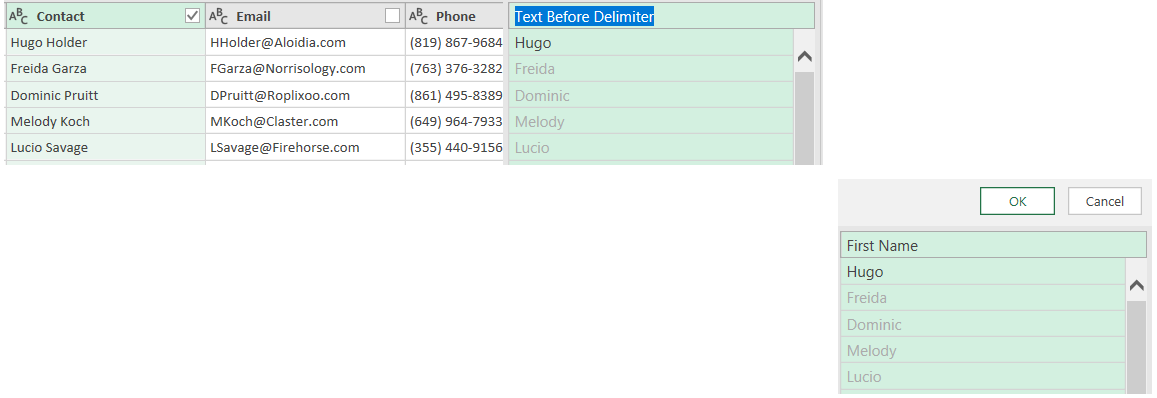 ABC Contact ABC Email ABC Phone Text Before Delimiter
Hugo Holder HHolder@Aloidia.com (819) 867-9684 Hugo
Freida Garza FGarza@Norrisology.com (763) 376-3282 Freida
Dominic Pruitt DPruitt@Roplixoo.com (861) 495-8389 Dominic
Melody Koch MKoch@Claster.com (649) 964-7933 Melody
Lucio Savage LSavage@Firehorse.com (355) 440-9156 Lucio
OK Cancel
First Name
Hugo
Freida
Dominic
Melody
Lucio